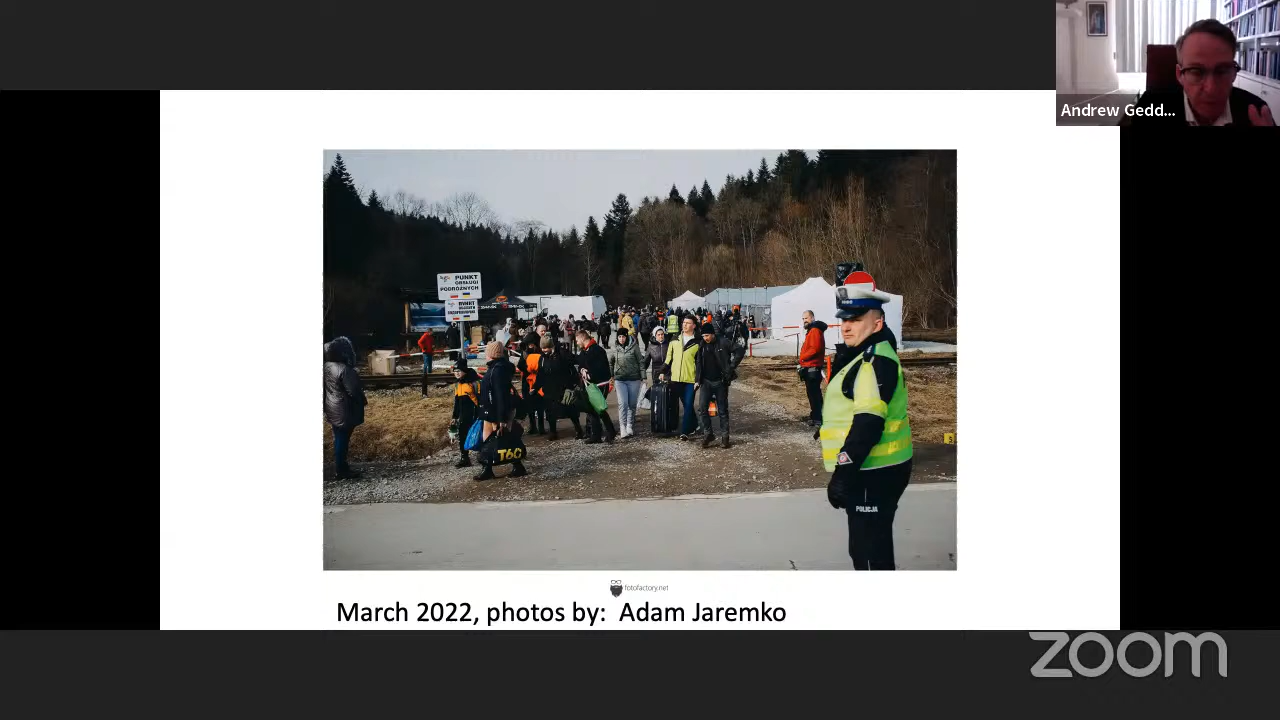 Andrew Gedd...
PUNKT
OBSŁUGI
PODRÓŻNYCH
T60
POLICJA
fotofactory.net
March 2022, photos by:  Adam Jaremko
zoom